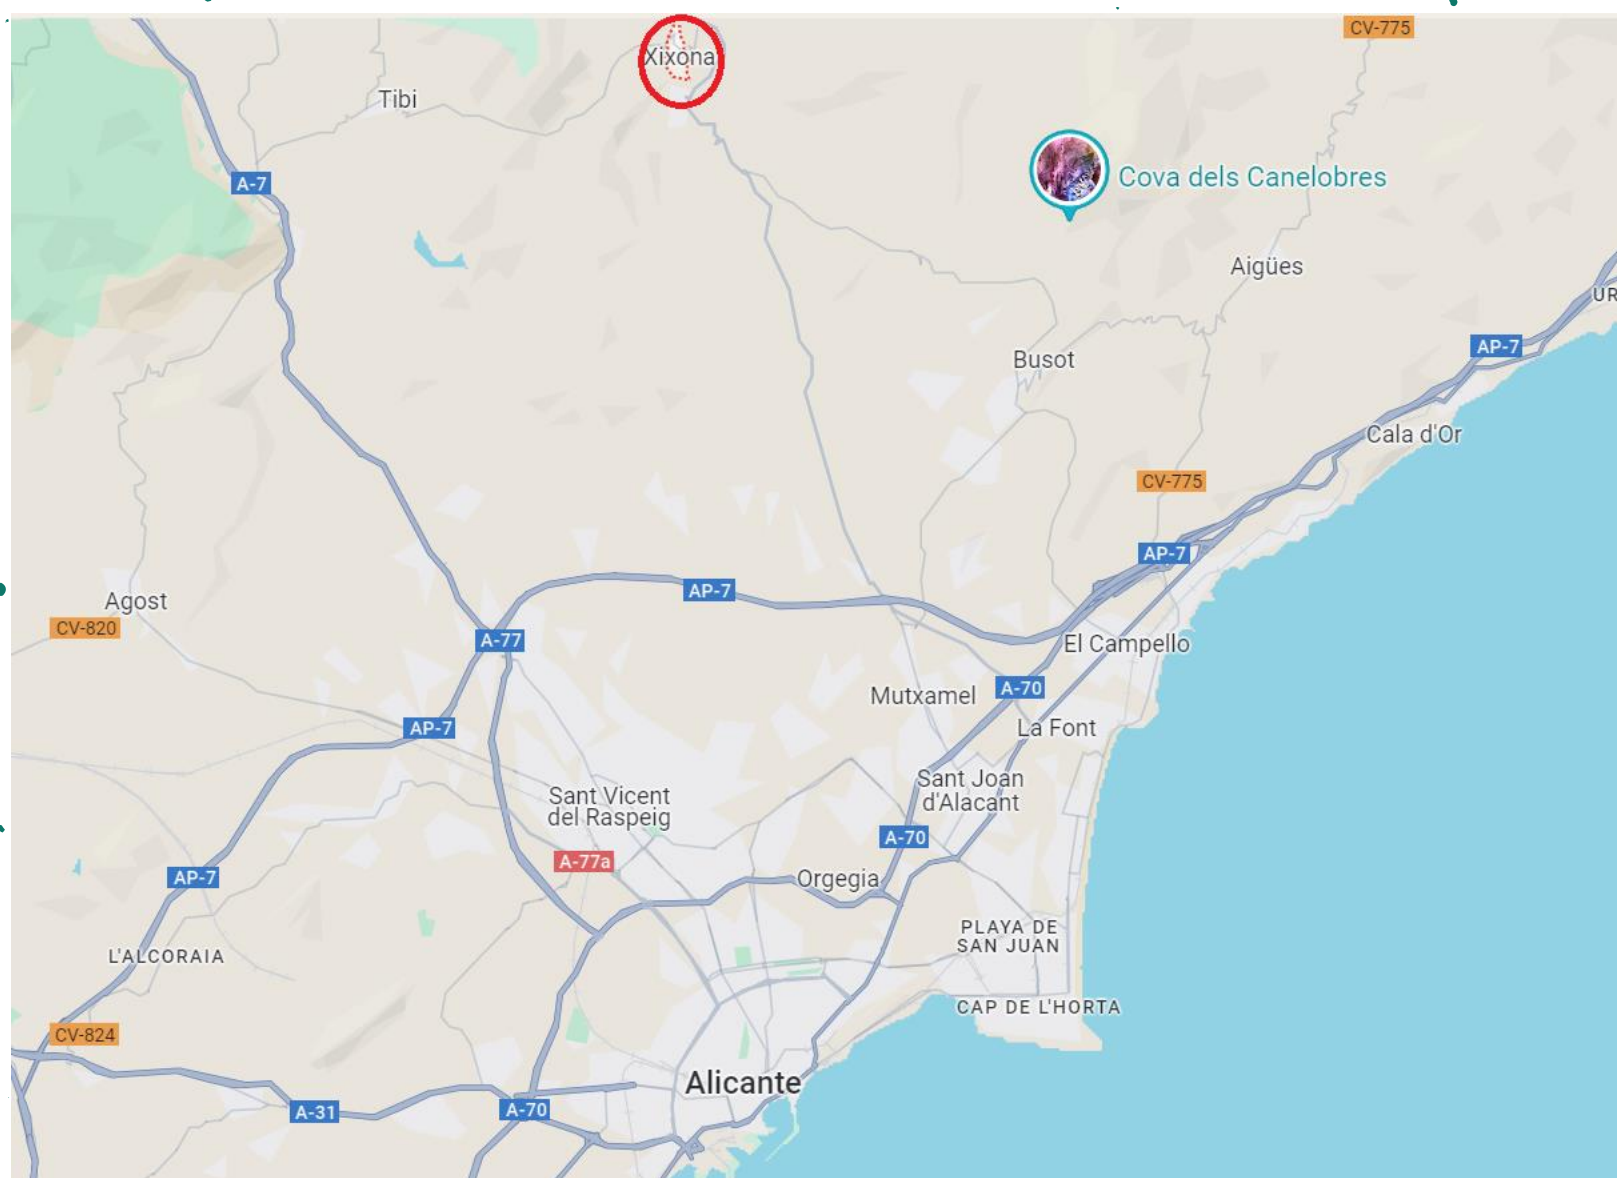 CV-775
Xixona
Tibi
A-7
Cova dels Canelobres
Aigües
UR
AP-7
Busot
Cala d'Or
CV-775
AP-7
AP-7
Agost
CV-820
A-77
El Campello
Mutxamel
A-70
AP-7
La Font
Sant Joan
d'Alacant
Sant Vicent
del Raspeig
A-70
A-77a
AP-7
Orgegia
PLAYA DE
SAN JUAN
L'ALCORAIA
CAP DE L'HORTA
CV-824
Alicante
A-31
A-70